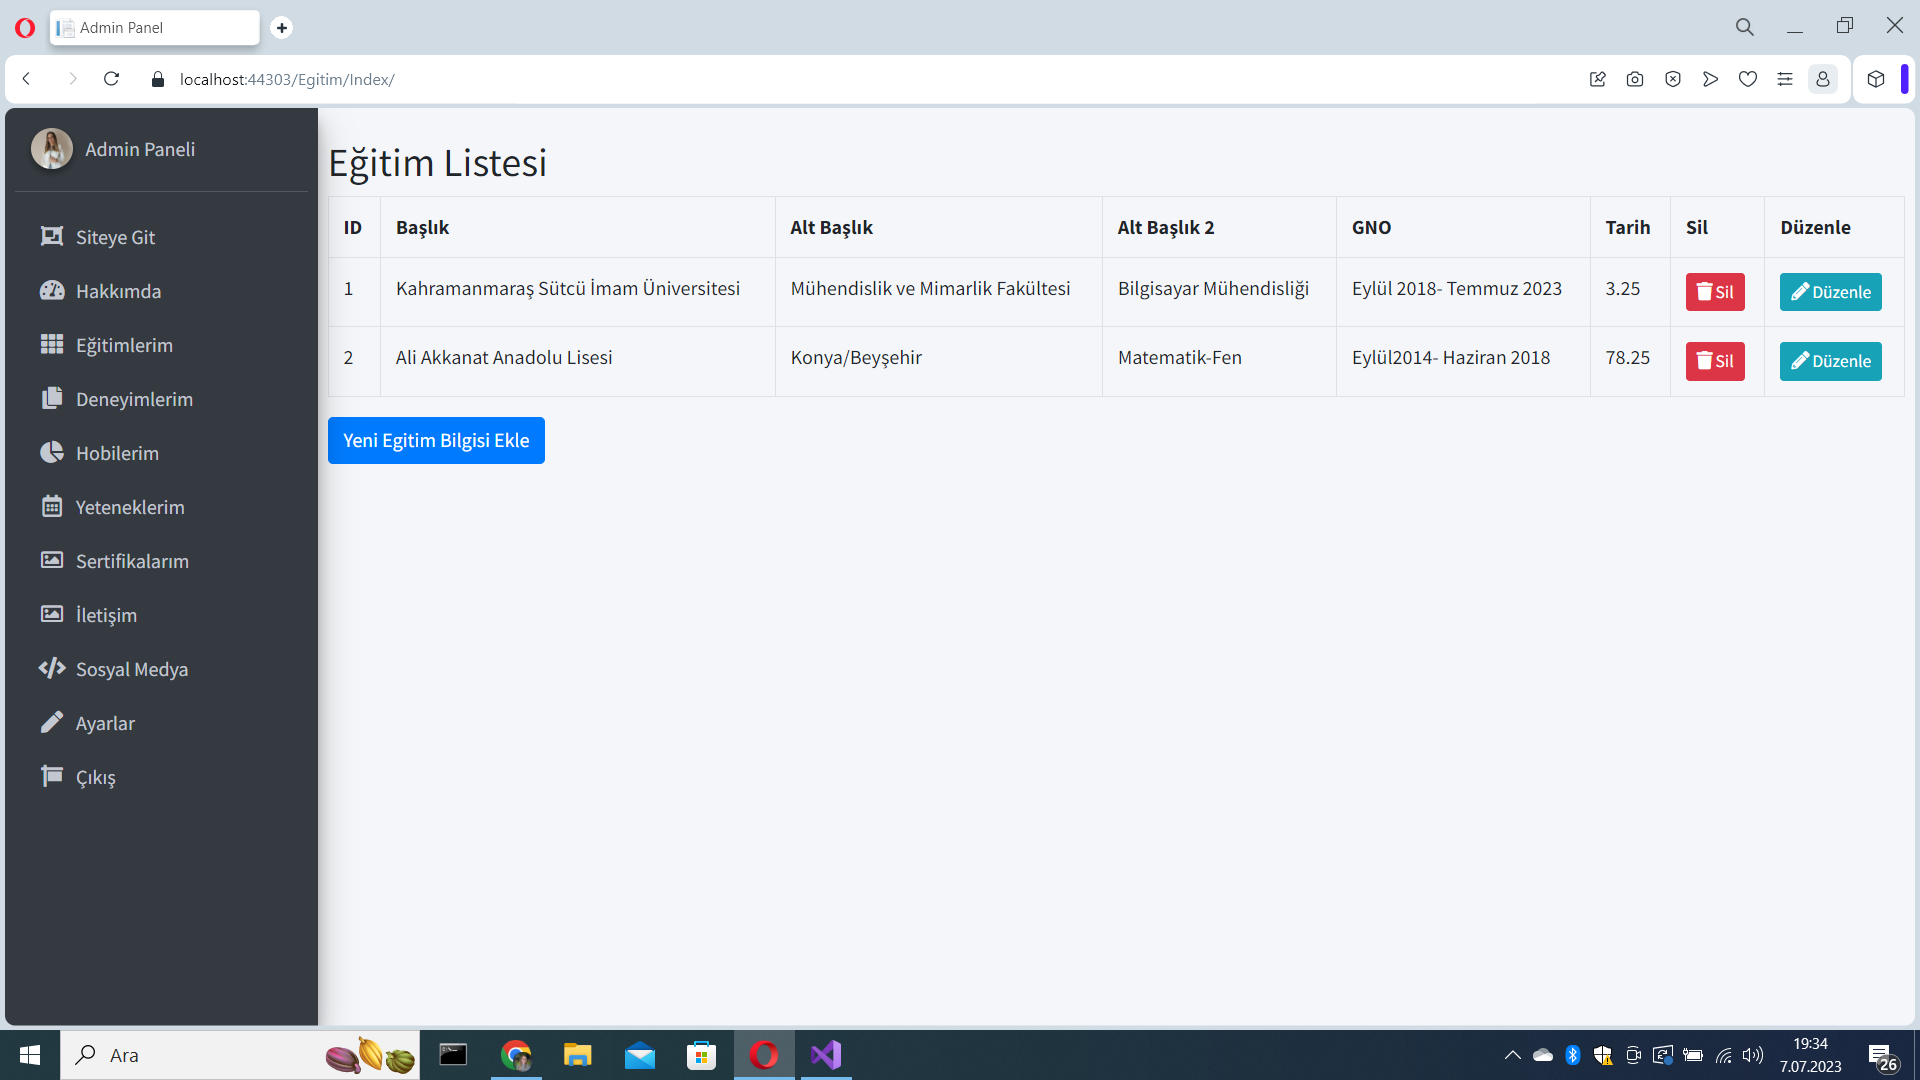 Admin Panel
localhost:44303/Egitim/Index/
Admin Paneli
Siteye Git
Hakkımda
Eğitimlerim
Deneyimlerim
Hobilerim
Yeteneklerim
Sertifikalarım
İletişim
Sosyal Medya
Ayarlar
Çıkış
Eğitim Listesi
ID Başlık Alt Başlık Alt Başlık 2 GNO Tarih Sil Düzenle
1 Kahramanmaraş Sütcü İmam Üniversitesi Mühendislik ve Mimarlik Fakültesi Bilgisayar Mühendisliği Eylül 2018- Temmuz 2023 3.25 Sil Düzenle
2 Ali Akkanat Anadolu Lisesi Konya/Beyşehir Matematik-Fen Eylül2014- Haziran 2018 78.25 Sil Düzenle
Yeni Egitim Bilgisi Ekle
Ara
19:34
7.07.2023
26